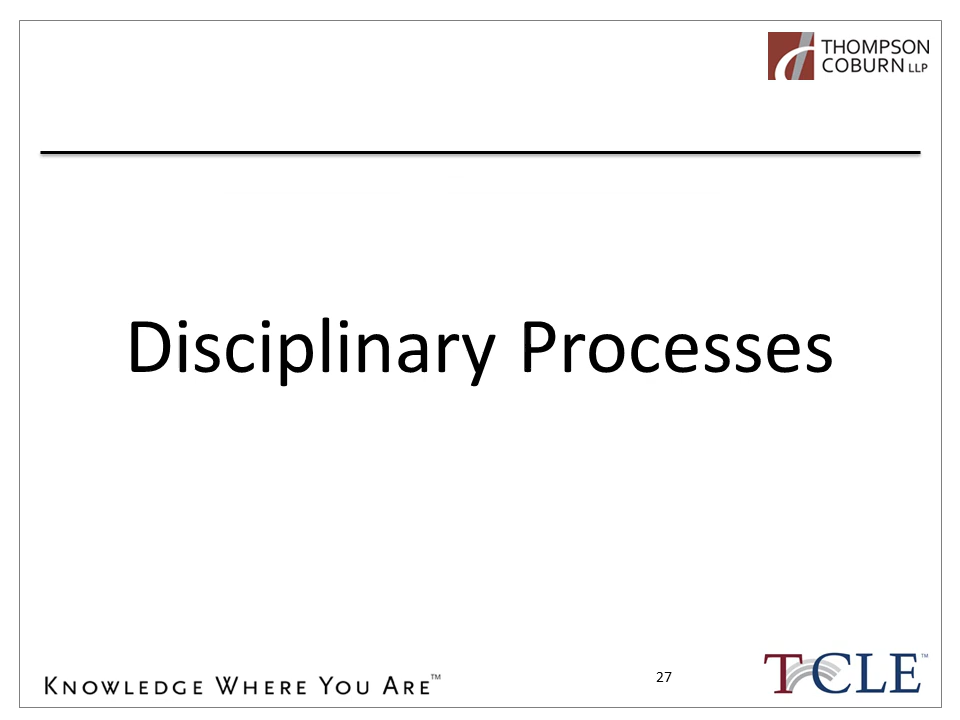 THOMPSON
COBURN LLP
Disciplinary Processes
KNOWLEDGE WHERE YOU ARE™
27
TCLE™